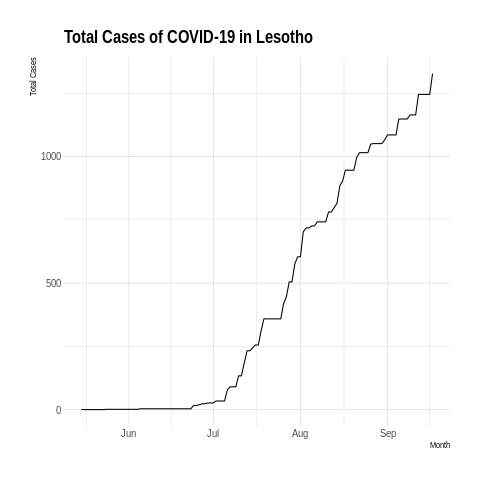 Total Cases of COVID-19 in Lesotho
Total Cases
1000
500
0
Jun Jul Aug Sep
Month